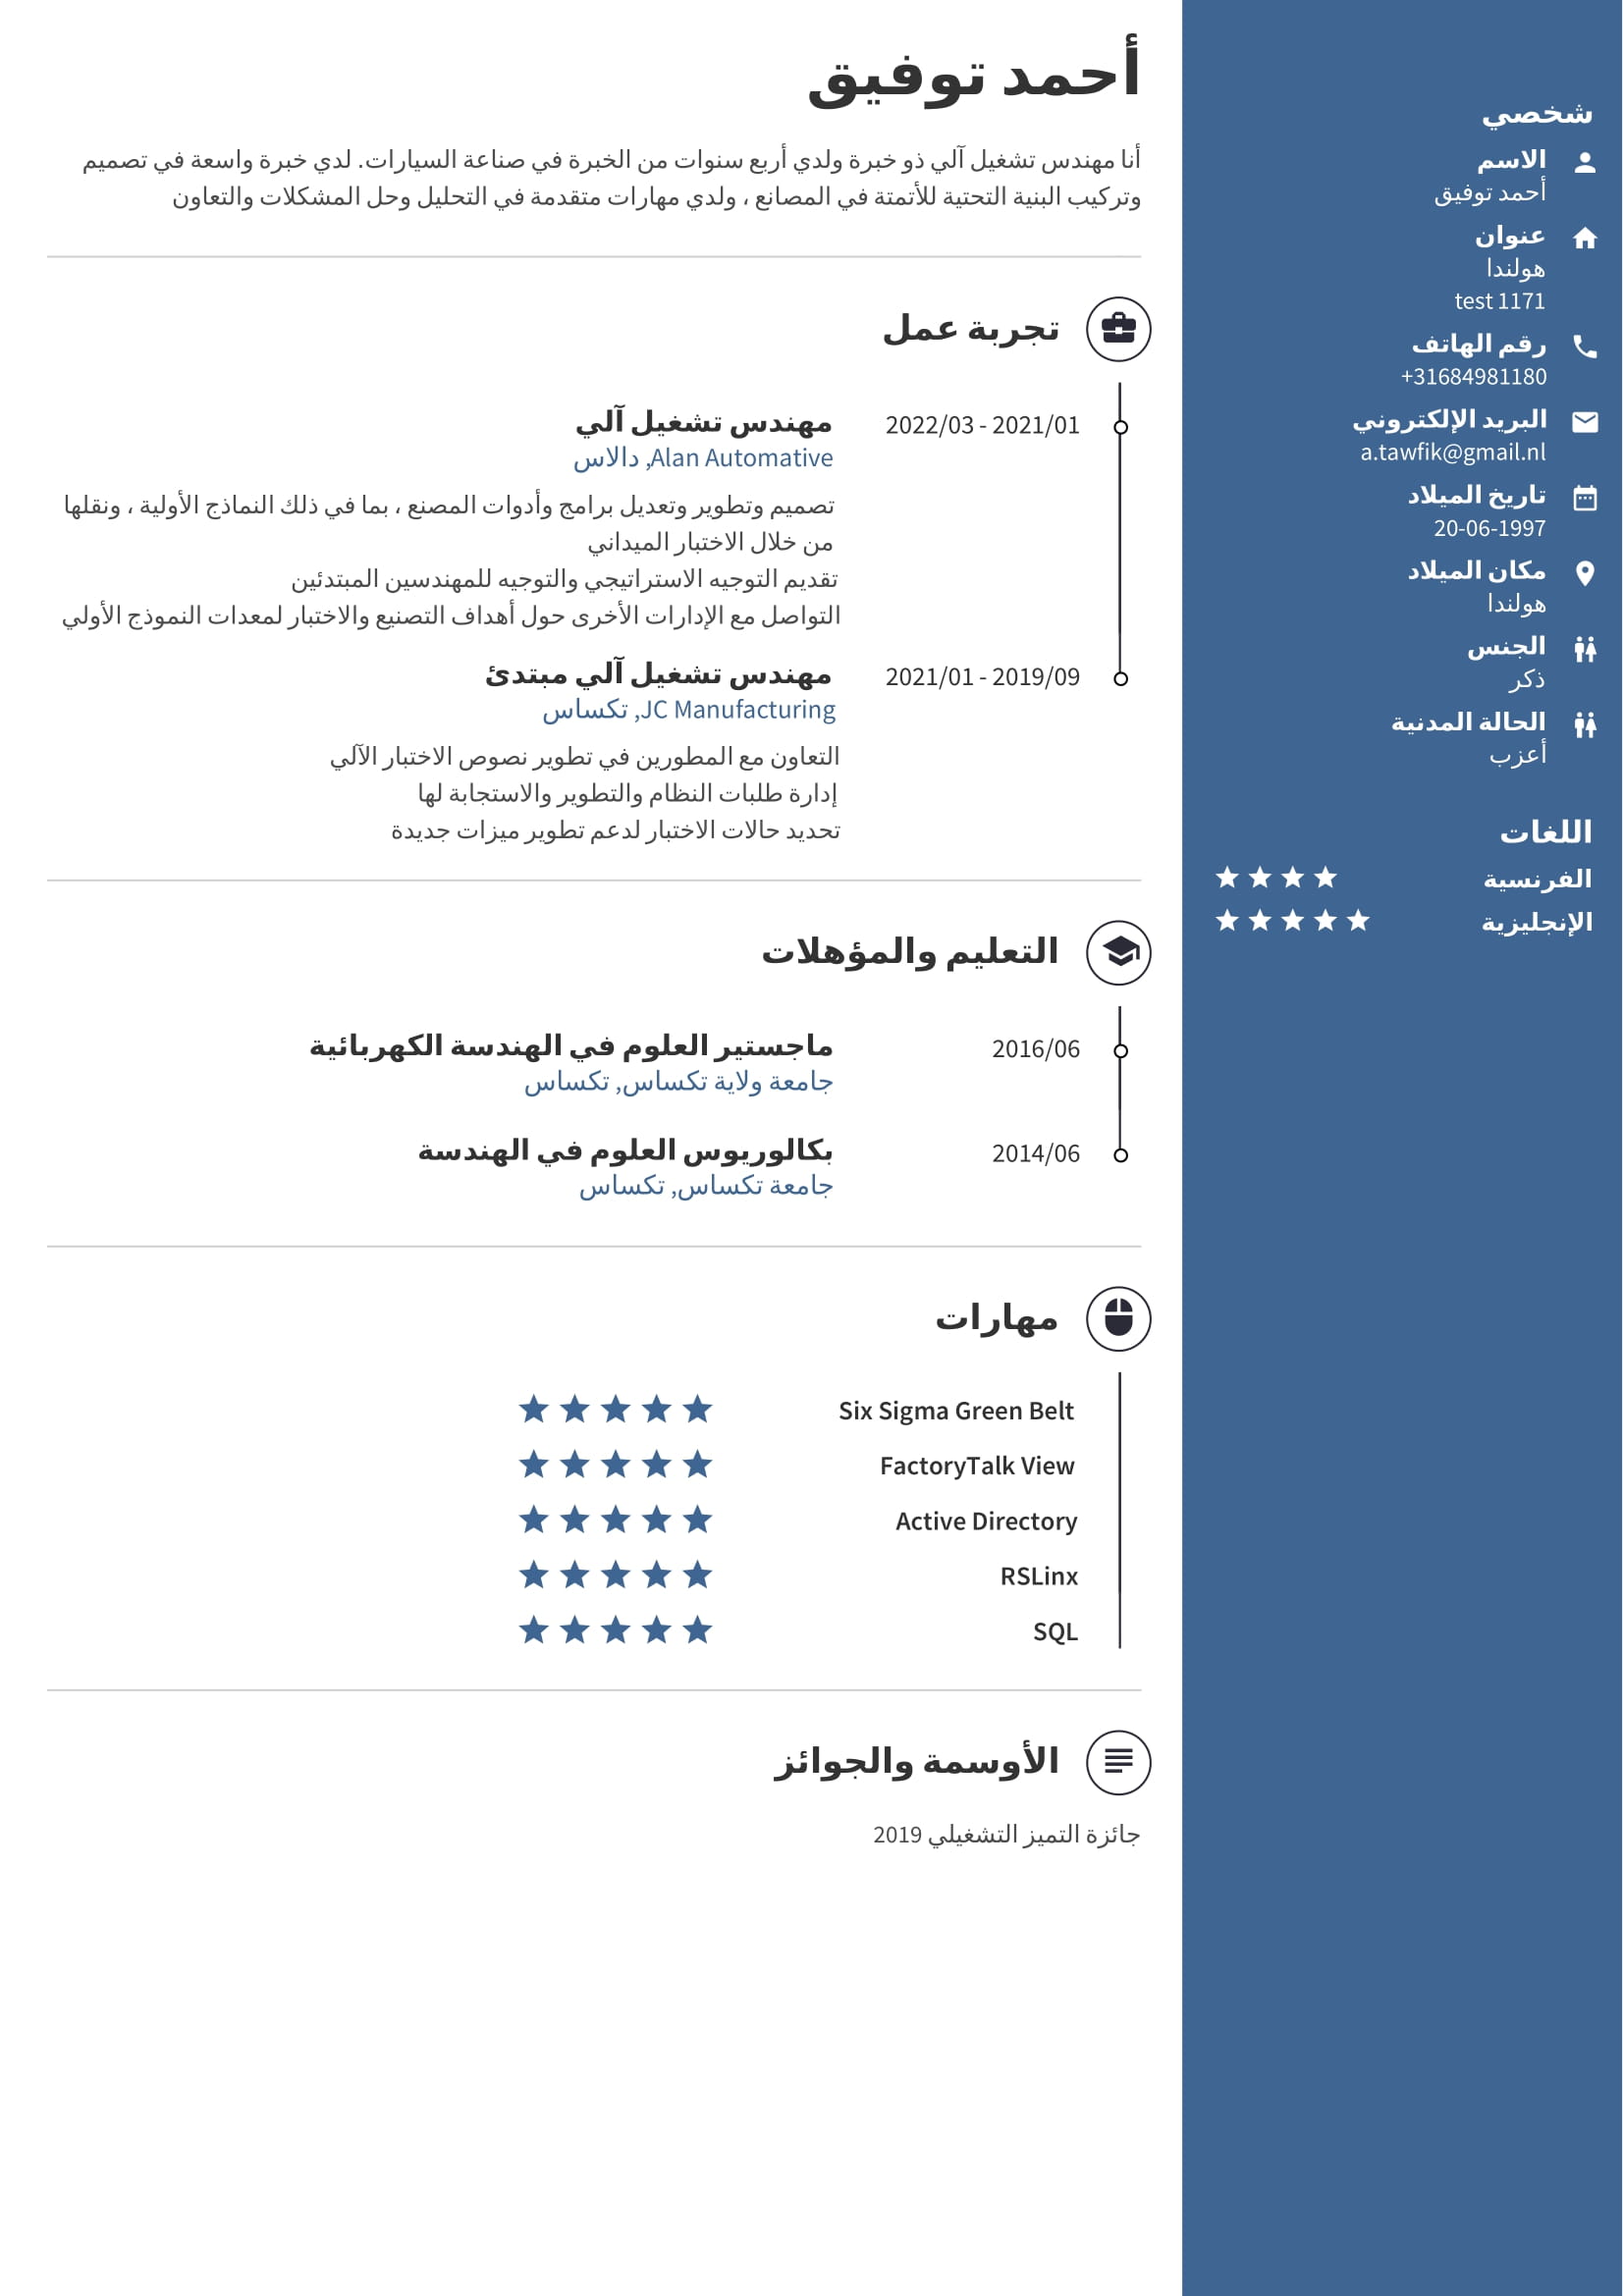 أحمد توفيق
أنا مهندس تشغيل آلي ذو خبرة ولدي أربع سنوات من الخبرة في صناعة السيارات. لدي خبرة واسعة في تصميم
وتركيب البنية التحتية للأتمتة في المصانع ، ولدي مهارات متقدمة في التحليل وحل المشكلات والتعاون
تجربة عمل
2021/01 - 2022/03
مهندس تشغيل آلي
Alan Automative, دالاس
تصميم وتطوير وتعديل برامج وأدوات المصنع ، بما في ذلك النماذج الأولية ، ونقلها
من خلال الاختبار الميداني
تقديم التوجيه الاستراتيجي والتوجيه للمهندسين المبتدئين
التواصل مع الإدارات الأخرى حول أهداف التصنيع والاختبار لمعدات النموذج الأولي
2019/09 - 2021/01
مهندس تشغيل آلي مبتدئ
JC Manufacturing, تكساس
التعاون مع المطورين في تطوير نصوص الاختبار الآلي
إدارة طلبات النظام والتطوير والاستجابة لها
تحديد حالات الاختبار لدعم تطوير ميزات جديدة
التعليم والمؤهلات
2016/06
ماجستير العلوم في الهندسة الكهربائية
جامعة ولاية تكساس, تكساس
2014/06
بكالوريوس العلوم في الهندسة
جامعة تكساس, تكساس
مهارات
Six Sigma Green Belt
FactoryTalk View
Active Directory
RSLinx
SQL
الأوسمة والجوائز
جائزة التميز التشغيلي 2019
شخصي
الاسم
أحمد توفيق
عنوان
هولندا
1171 test
رقم الهاتف
+31684981180
البريد الإلكتروني
a.tawfik@gmail.nl
تاريخ الميلاد
20-06-1997
مكان الميلاد
هولندا
الجنس
ذكر
الحالة المدنية
أعزب
اللغات
الفرنسية
الإنجليزية